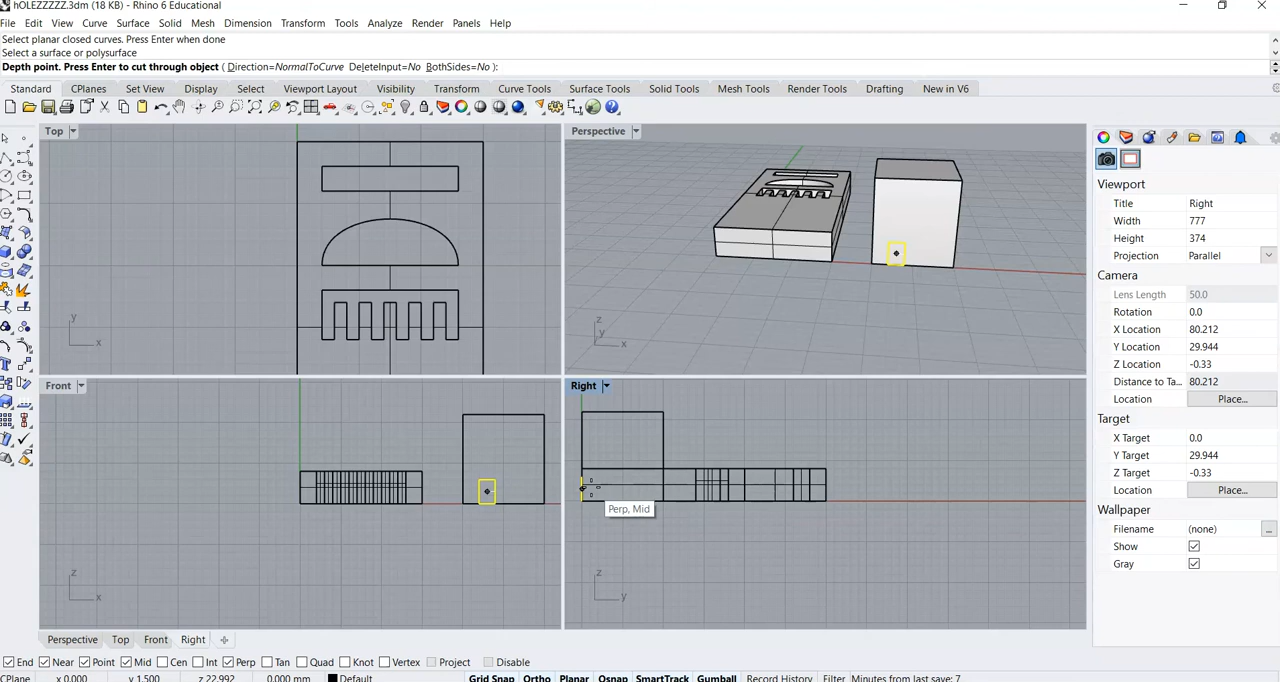 hOLEZZZZZ.3dm (18 KB) - Rhino 6 Educational
File Edit View Curve Surface Solid Mesh Dimension Transform Tools Analyze Render Panels Help
Select planar closed curves. Press Enter when done
Select a surface or polysurface
Depth point. Press Enter to cut through object ( Direction=NormalToCurve DeleteInput=No BothSides=No ):
Standard CPlanes Set View Display Select Viewport Layout Visibility Transform Curve Tools Surface Tools Solid Tools Mesh Tools Render Tools Drafting New in V6
Top
y
x
Perspective
z
y
x
Viewport
Title Right
Width 777
Height 374
Projection Parallel
Camera
Lens Length 50.0
Rotation 0.0
X Location 80.212
Y Location 29.944
Z Location -0.33
Distance to Ta... 80.212
Location Place...
Target
X Target 0.0
Y Target 29.944
Z Target -0.33
Location Place...
Wallpaper
Filename (none) ...
Show
Gray
Front
z
x
Right
Perp, Mid
z
y
Perspective Top Front Right
End Near Point Mid Cen Int Perp Tan Quad Knot Vertex Project Disable
CPlane x 0.000 y 1.500 z 22.992 0.000 mm Default Grid Snap Ortho Planar Osnap SmartTrack Gumball Record History Filter Minutes from last save: 7